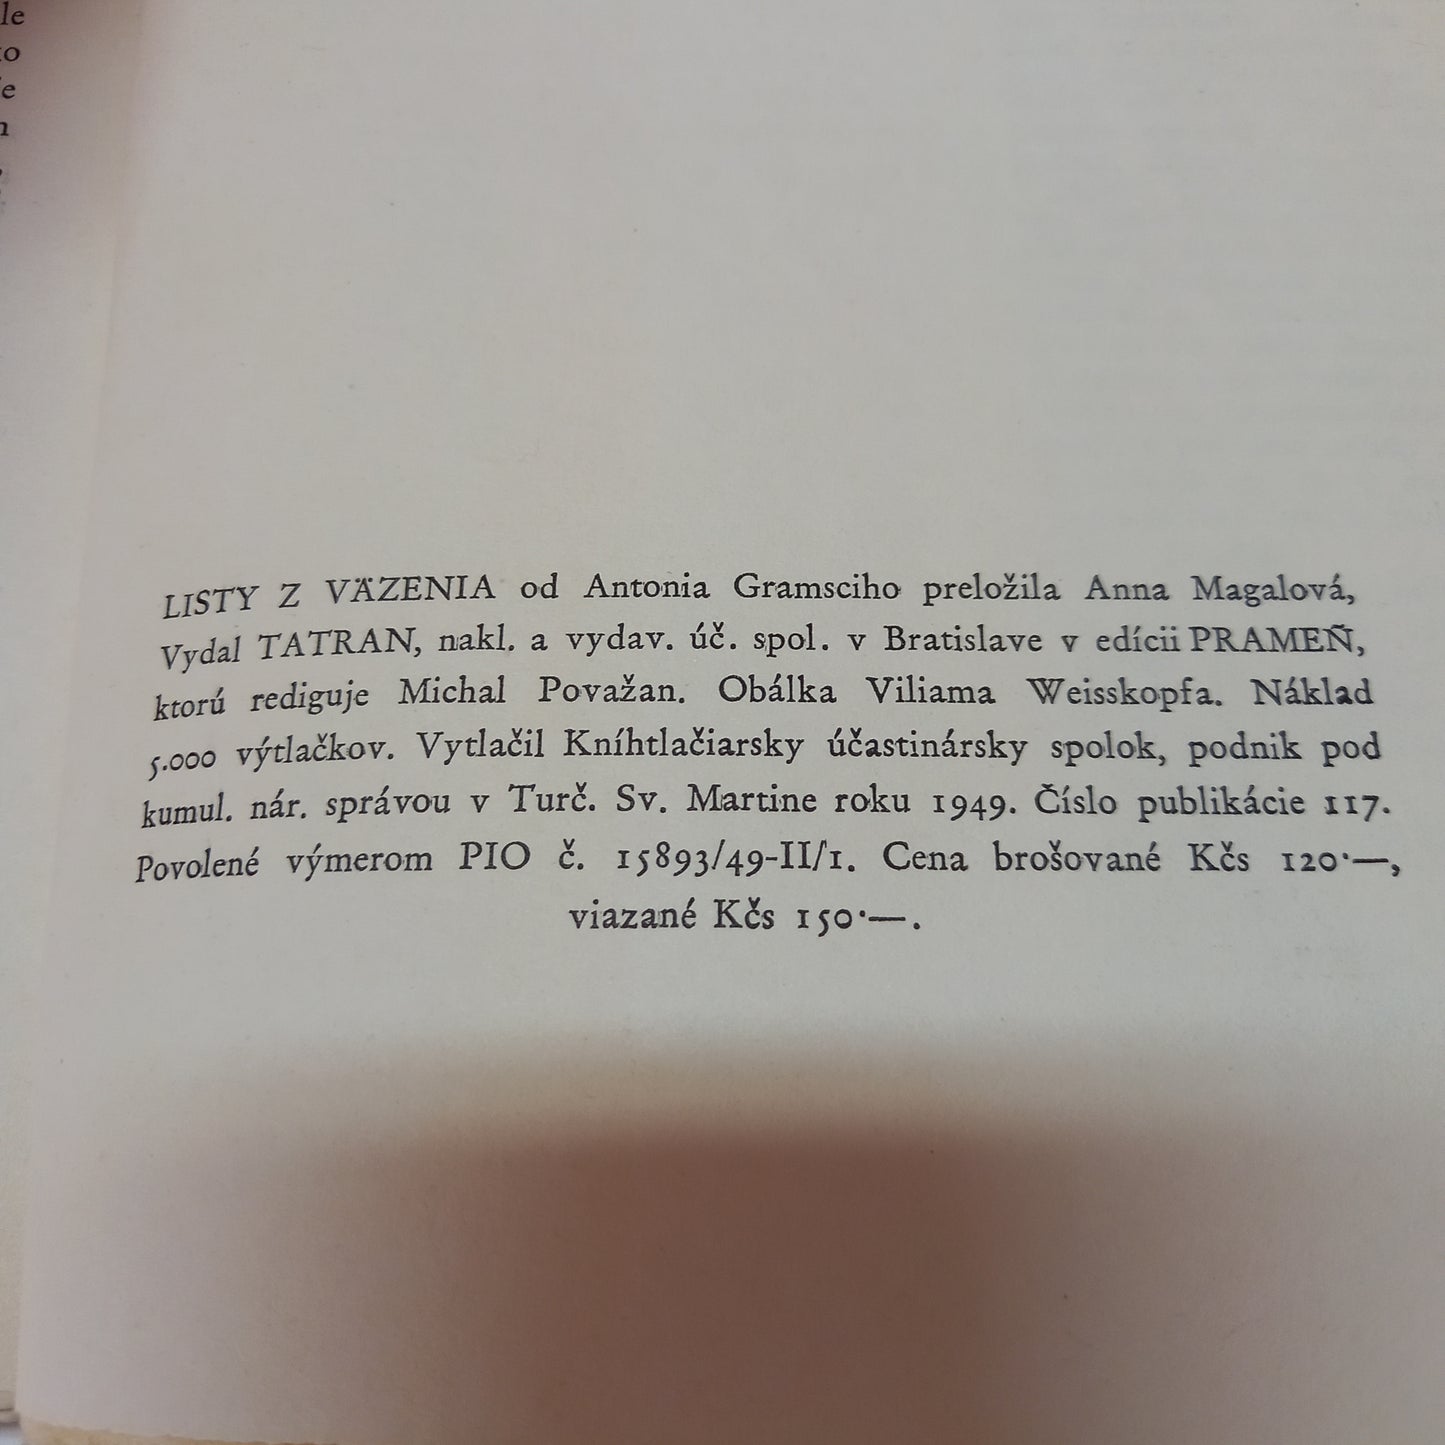 le
LISTY Z VÄZENIA od Antonia Gramsciho preložila Anna Magalová,
Vydal TATRAN, nakl. a vydav. úč. spol. v Bratislave v edícii PRAMEŇ,
ktorú rediguje Michal Považan. Obálka Viliama Weisskopfa. Náklad
5.000 výtlačkov. Vytlačil Kníhtlačiarsky účastinársky spolok, podnik pod
kumul. nár. správou v Turč. Sv. Martine roku 1949. Číslo publikácie 117.
Povolené výmerom PIO č. 15893/49-II/1. Cena brošované Kčs 120·—,
viazané Kčs 150·—.